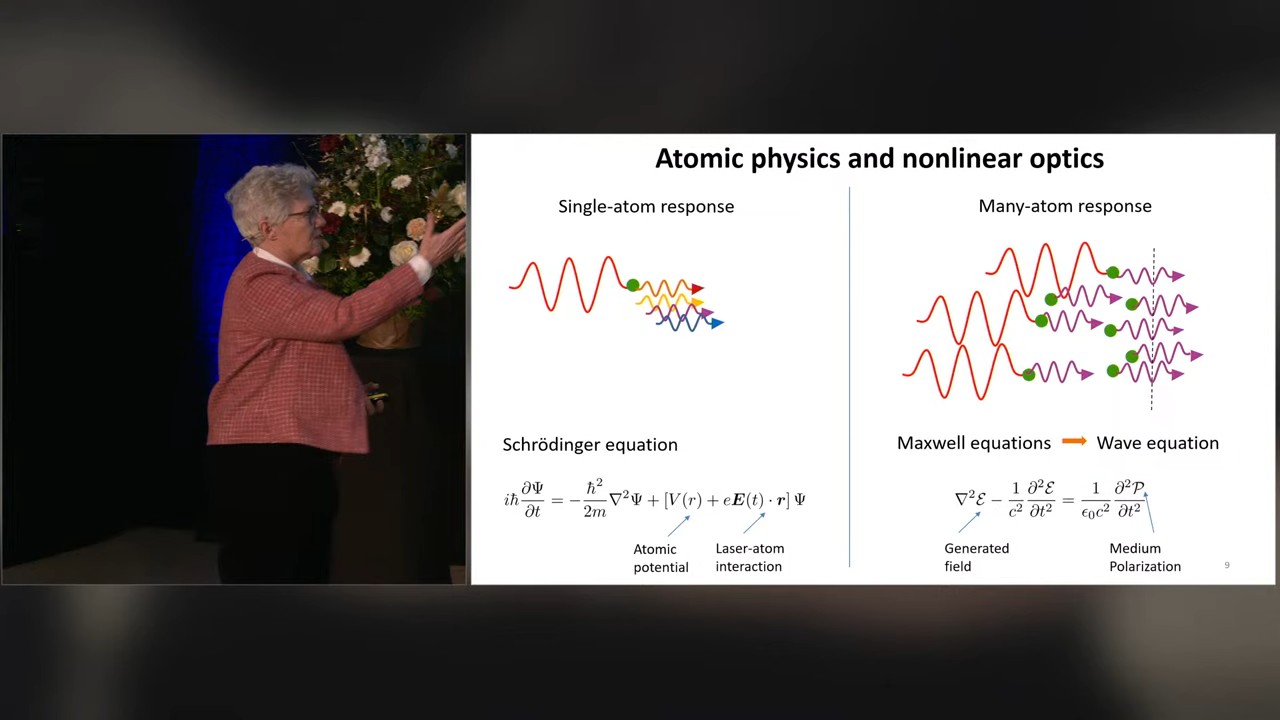 Atomic physics and nonlinear optics
Single-atom response
Schrödinger equation
iħ ∂Ψ/∂t = −ħ²/2m ∇²Ψ + [V(r) + eE(t) · r] Ψ
Atomic
potential
Laser-atom
interaction
Many-atom response
Maxwell equations Wave equation
∇²ℰ − 1/c² ∂²ℰ/∂t² = 1/ϵ₀c² ∂²𝒫/∂t²
Generated
field
Medium
Polarization
9